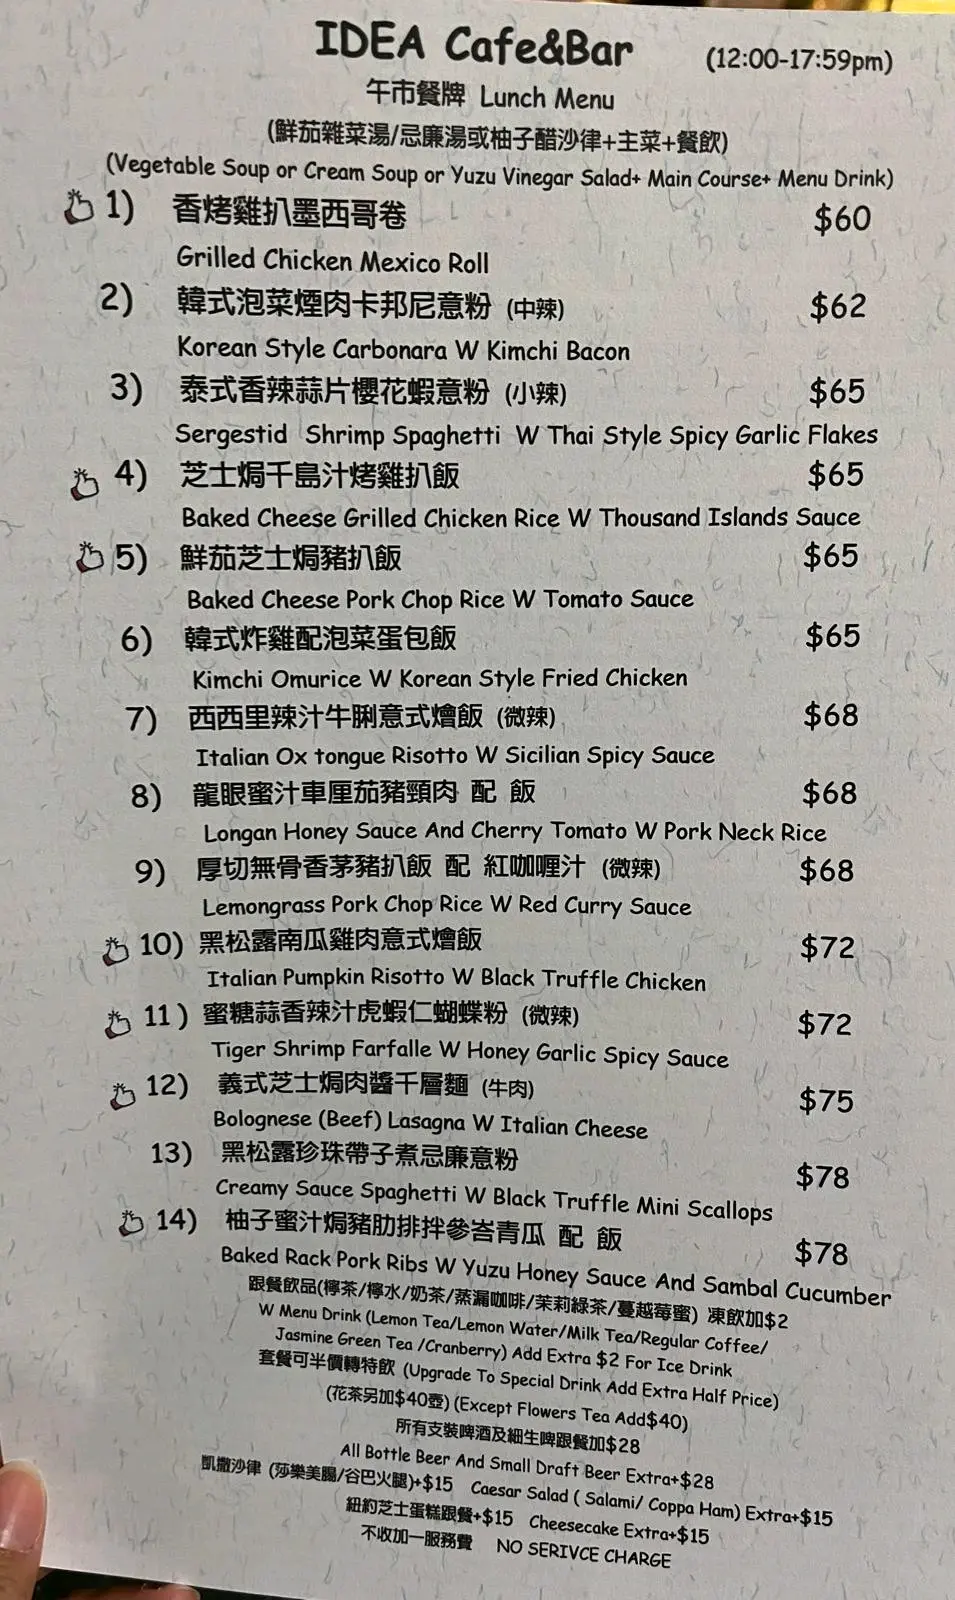 IDEA Cafe&Bar (12:00-17:59pm)
午市餐牌 Lunch Menu
(鮮茄雜菜湯/忌廉湯或柚子醋沙律+主菜+餐飲)
(Vegetable Soup or Cream Soup or Yuzu Vinegar Salad+ Main Course+ Menu Drink)
1) 香烤雞扒墨西哥卷 $60
Grilled Chicken Mexico Roll
2) 韓式泡菜煙肉卡邦尼意粉 (中辣) $62
Korean Style Carbonara W Kimchi Bacon
3) 泰式香辣蒜片櫻花蝦意粉 (小辣) $65
Sergestid Shrimp Spaghetti W Thai Style Spicy Garlic Flakes
4) 芝士焗千島汁烤雞扒飯 $65
Baked Cheese Grilled Chicken Rice W Thousand Islands Sauce
5) 鮮茄芝士焗豬扒飯 $65
Baked Cheese Pork Chop Rice W Tomato Sauce
6) 韓式炸雞配泡菜蛋包飯 $65
Kimchi Omurice W Korean Style Fried Chicken
7) 西西里辣汁牛脷意式燴飯 (微辣) $68
Italian Ox tongue Risotto W Sicilian Spicy Sauce
8) 龍眼蜜汁車厘茄豬頸肉 配 飯 $68
Longan Honey Sauce And Cherry Tomato W Pork Neck Rice
9) 厚切無骨香茅豬扒飯 配 紅咖喱汁 (微辣) $68
Lemongrass Pork Chop Rice W Red Curry Sauce
10) 黑松露南瓜雞肉意式燴飯 $72
Italian Pumpkin Risotto W Black Truffle Chicken
11) 蜜糖蒜香辣汁虎蝦仁蝴蝶粉 (微辣) $72
Tiger Shrimp Farfalle W Honey Garlic Spicy Sauce
12) 義式芝士焗肉醬千層麵 (牛肉) $75
Bolognese (Beef) Lasagna W Italian Cheese
13) 黑松露珍珠帶子煮忌廉意粉 $78
Creamy Sauce Spaghetti W Black Truffle Mini Scallops
14) 柚子蜜汁焗豬肋排拌參峇青瓜 配 飯 $78
Baked Rack Pork Ribs W Yuzu Honey Sauce And Sambal Cucumber
跟餐飲品(檸茶/檸水/奶茶/蒸漏咖啡/茉莉綠茶/蔓越莓蜜) 凍飲加$2
W Menu Drink (Lemon Tea/Lemon Water/Milk Tea/Regular Coffee/
Jasmine Green Tea /Cranberry) Add Extra $2 For Ice Drink
套餐可半價轉特飲 (Upgrade To Special Drink Add Extra Half Price)
(花茶另加$40壺) (Except Flowers Tea Add$40)
所有支裝啤酒及細生啤跟餐加$28
All Bottle Beer And Small Draft Beer Extra+$28
凱撒沙律 (莎樂美腸/谷巴火腿)+$15 Caesar Salad ( Salami/ Coppa Ham) Extra+$15
紐約芝士蛋糕跟餐+$15 Cheesecake Extra+$15
不收加一服務費 NO SERIVCE CHARGE